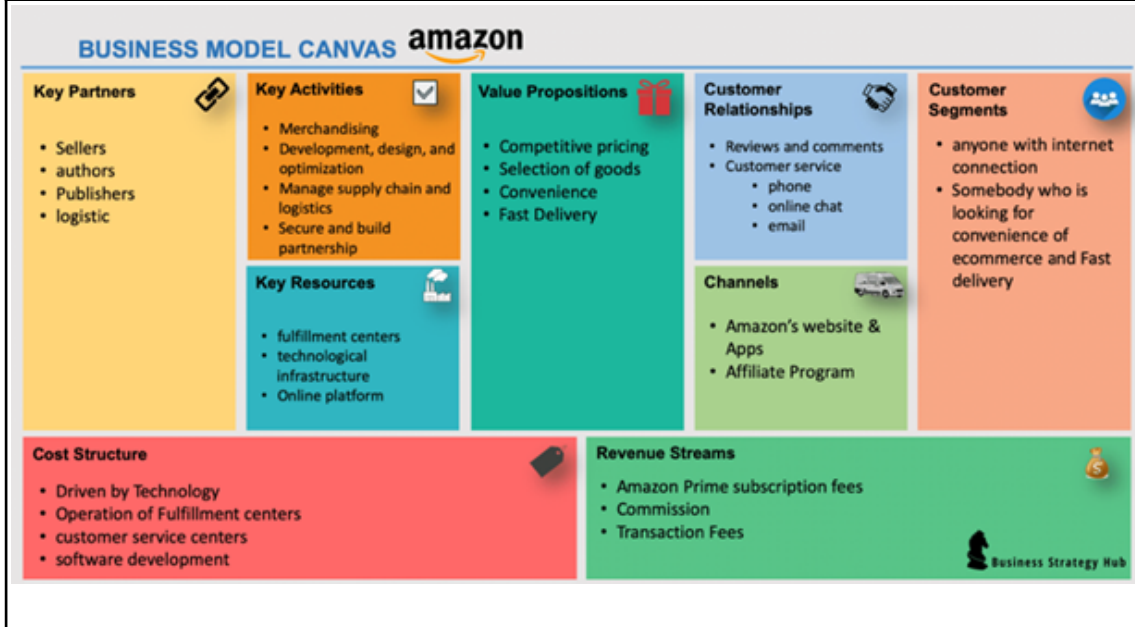 BUSINESS MODEL CANVAS amazon
Key Partners
• Sellers
• authors
• Publishers
• logistic
Key Activities
• Merchandising
• Development, design, and
optimization
• Manage supply chain and
logistics
• Secure and build
partnership
Key Resources
• fulfillment centers
• technological
infrastructure
• Online platform
Value Propositions
• Competitive pricing
• Selection of goods
• Convenience
• Fast Delivery
Customer
Relationships
• Reviews and comments
• Customer service
• phone
• online chat
• email
Channels
• Amazon's website &
Apps
• Affiliate Program
Customer
Segments
• anyone with internet
connection
• Somebody who is
looking for
convenience of
ecommerce and Fast
delivery
Cost Structure
• Driven by Technology
• Operation of Fulfillment centers
• customer service centers
• software development
Revenue Streams
• Amazon Prime subscription fees
• Commission
• Transaction Fees
Business Strategy Hub